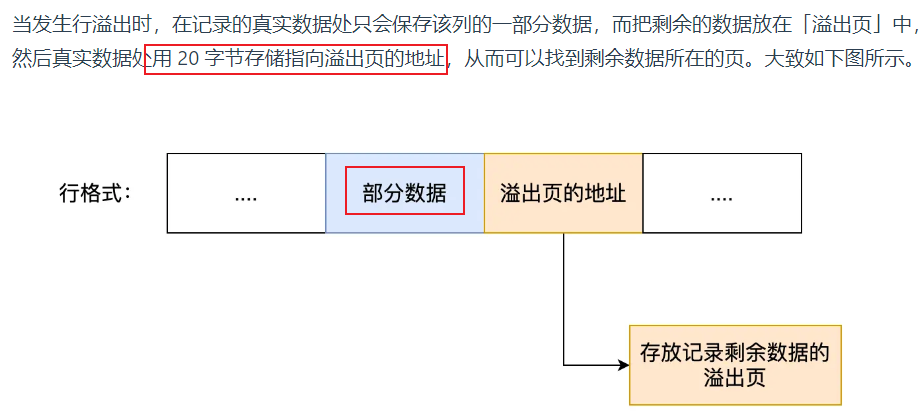 当发生行溢出时，在记录的真实数据处只会保存该列的一部分数据，而把剩余的数据放在「溢出页」中，
然后真实数据处用 20 字节存储指向溢出页的地址，从而可以找到剩余数据所在的页。大致如下图所示。
行格式： .... 部分数据 溢出页的地址 ....
存放记录剩余数据的
溢出页